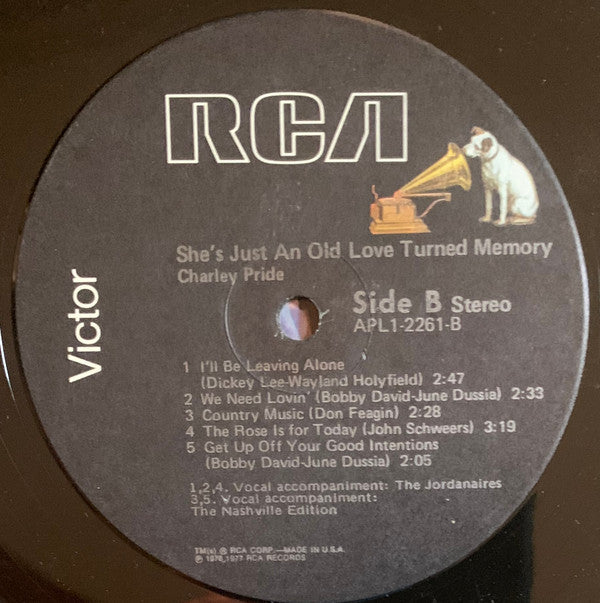 RCA
Victor
She's Just An Old Love Turned Memory
Charley Pride
Side B Stereo
APL1-2261-B
1 I'll Be Leaving Alone
(Dickey Lee-Wayland Holyfield) 2:47
2 We Need Lovin' (Bobby David-June Dussia) 2:33
3 Country Music (Don Feagin) 2:28
4 The Rose Is for Today (John Schweers) 3:19
5 Get Up Off Your Good Intentions
(Bobby David-June Dussia) 2:05
1,2,4. Vocal accompaniment: The Jordanaires
3,5. Vocal accompaniment:
The Nashville Edition
TM(s) ® RCA CORP.—MADE IN U.S.A.
℗ 1976, 1977 RCA RECORDS